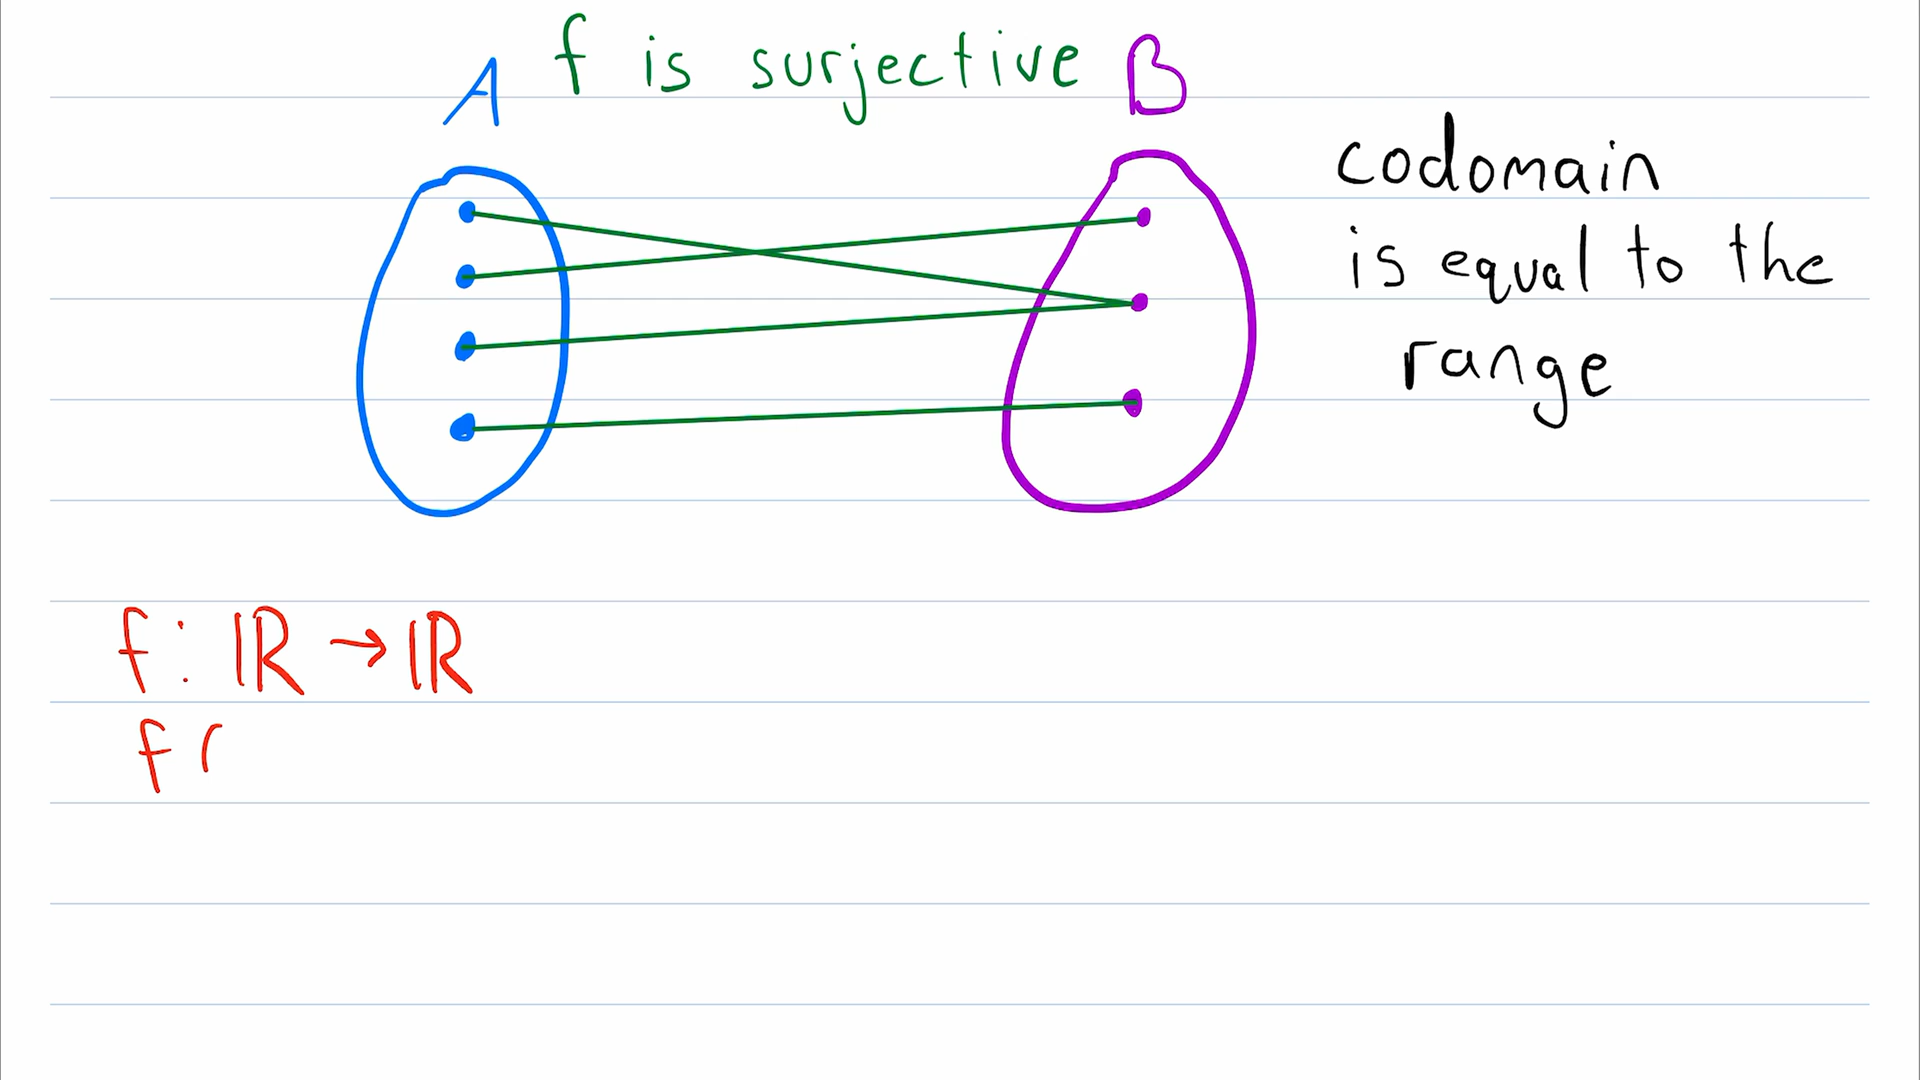 f is surjective
A
B
codomain
is equal to the
range
f: ℝ → ℝ
f (